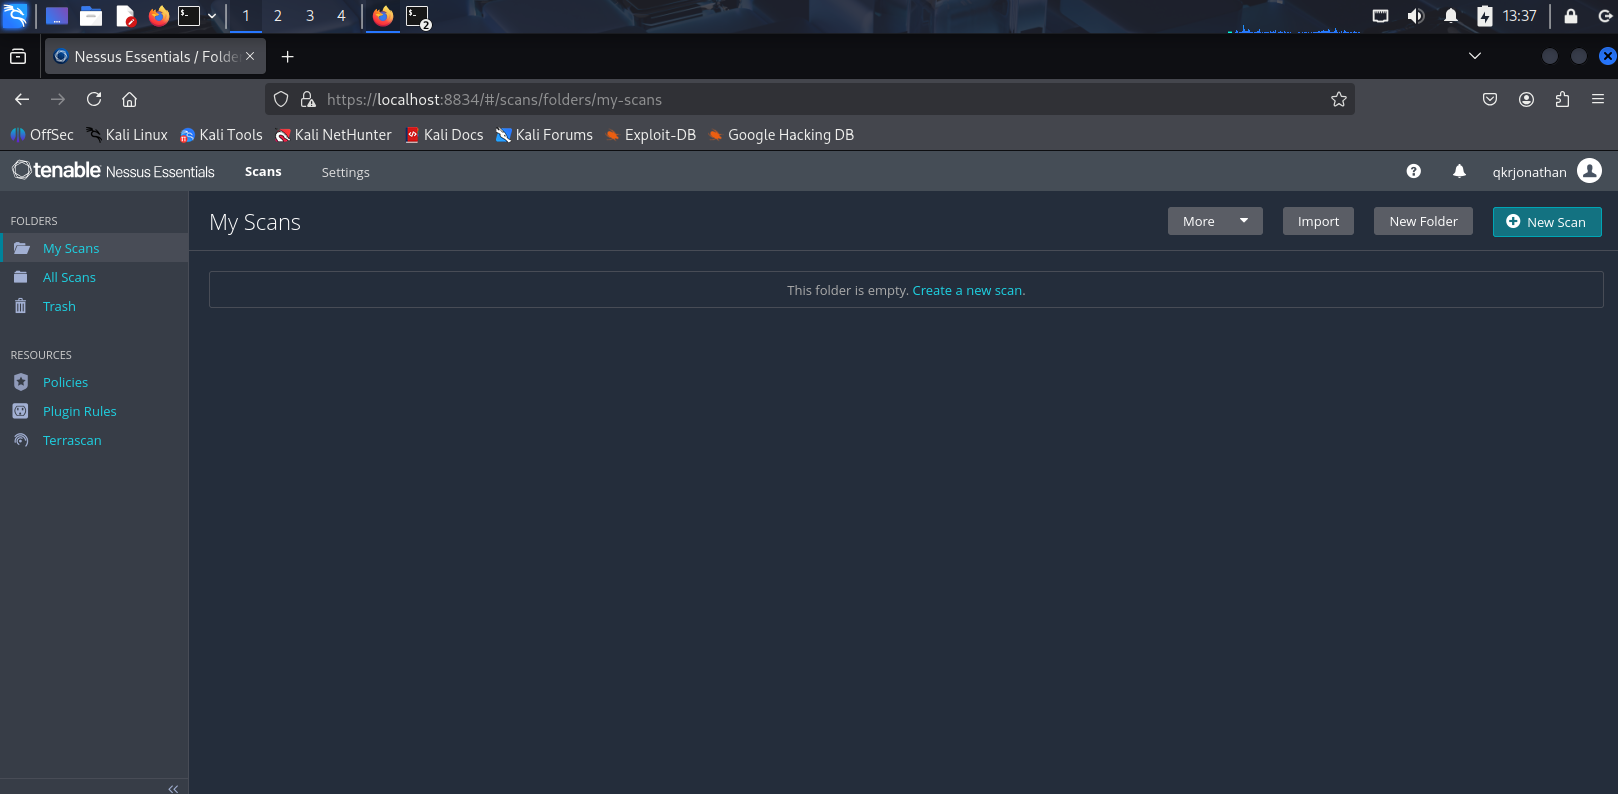 1 2 3 4 2 13:37
Nessus Essentials / Folde
https://localhost:8834/#/scans/folders/my-scans
OffSec Kali Linux Kali Tools Kali NetHunter Kali Docs Kali Forums Exploit-DB Google Hacking DB
tenable Nessus Essentials Scans Settings qkrjonathan
FOLDERS
My Scans
All Scans
Trash
RESOURCES
Policies
Plugin Rules
Terrascan
My Scans More Import New Folder New Scan
This folder is empty. Create a new scan.